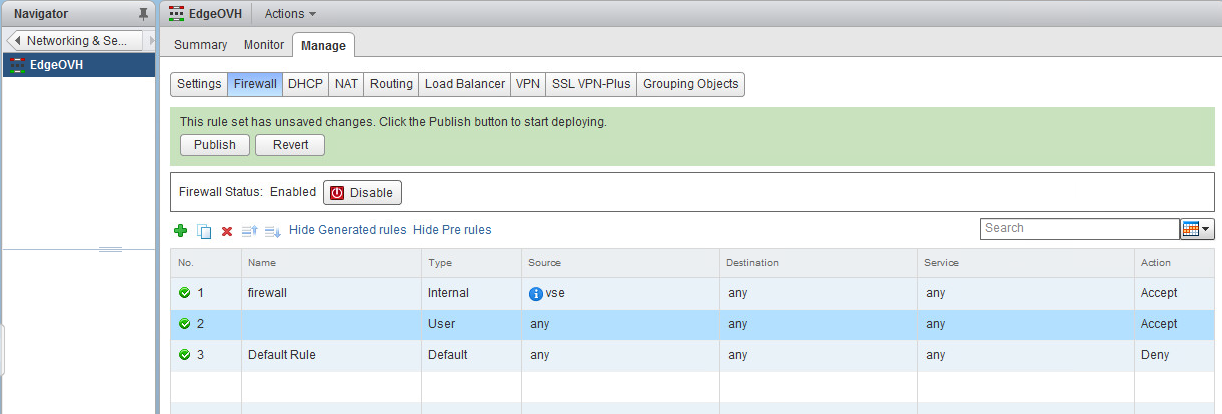 Navigator
EdgeOVH Actions
Networking & Se...
EdgeOVH
Summary Monitor Manage
Settings Firewall DHCP NAT Routing Load Balancer VPN SSL VPN-Plus Grouping Objects
This rule set has unsaved changes. Click the Publish button to start deploying.
Publish Revert
Firewall Status: Enabled Disable
Hide Generated rules Hide Pre rules Search
No. Name Type Source Destination Service Action
1 firewall Internal vse any any Accept
2 User any any any Accept
3 Default Rule Default any any any Deny